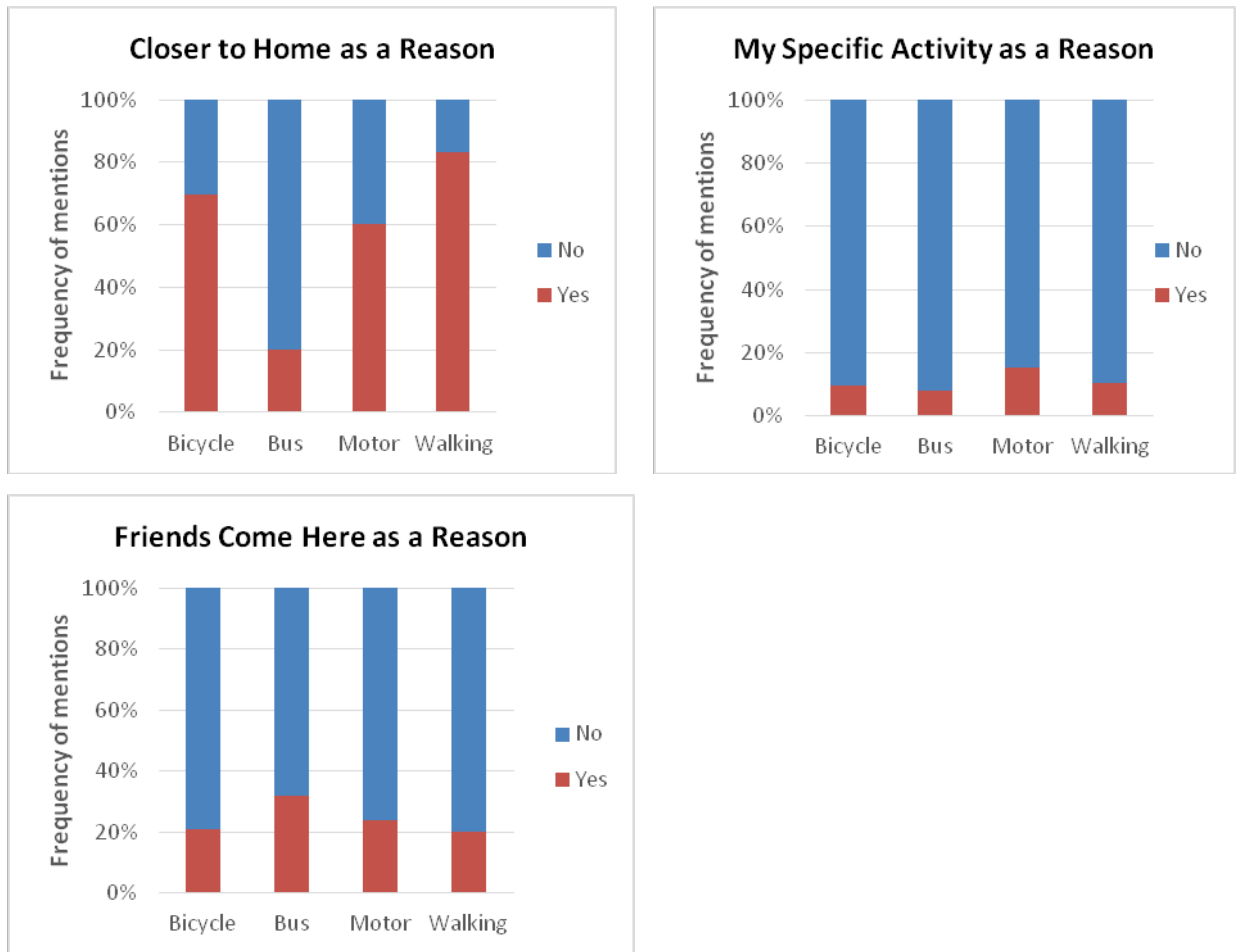 Closer to Home as a Reason
Frequency of mentions
100%
80%
60%
40%
20%
0%
Bicycle Bus Motor Walking
No
Yes
My Specific Activity as a Reason
Frequency of mentions
100%
80%
60%
40%
20%
0%
Bicycle Bus Motor Walking
No
Yes
Friends Come Here as a Reason
Frequency of mentions
100%
80%
60%
40%
20%
0%
Bicycle Bus Motor Walking
No
Yes